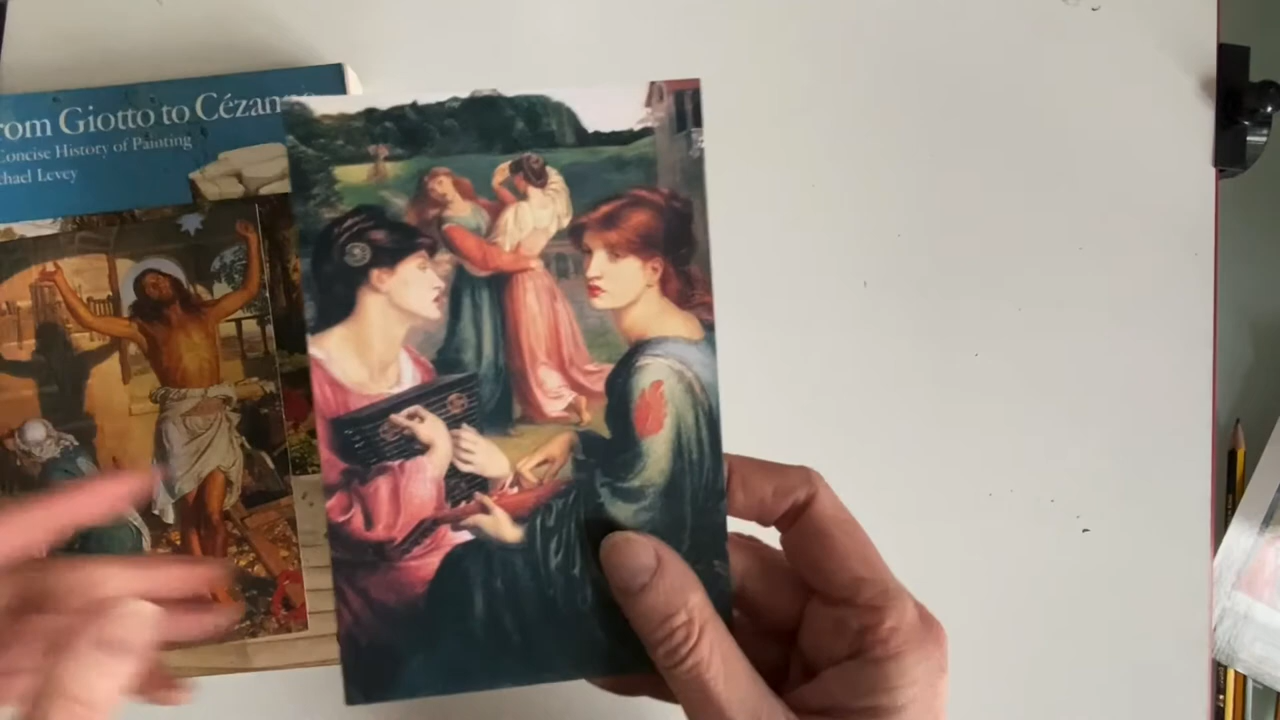 rom Giotto to Cézan
Concise History of Painting
chael Levey